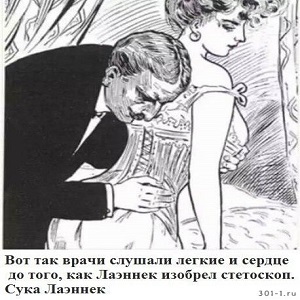 Вот так врачи слушали легкие и сердце
до того, как Лаэннек изобрел стетоскоп.
Сука Лаэннек
301-1.ru